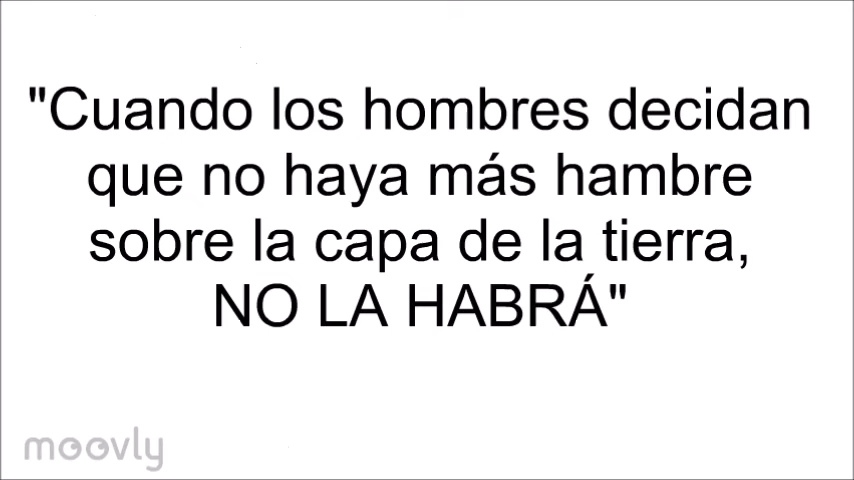 "Cuando los hombres decidan
que no haya más hambre
sobre la capa de la tierra,
NO LA HABRÁ"
moovly